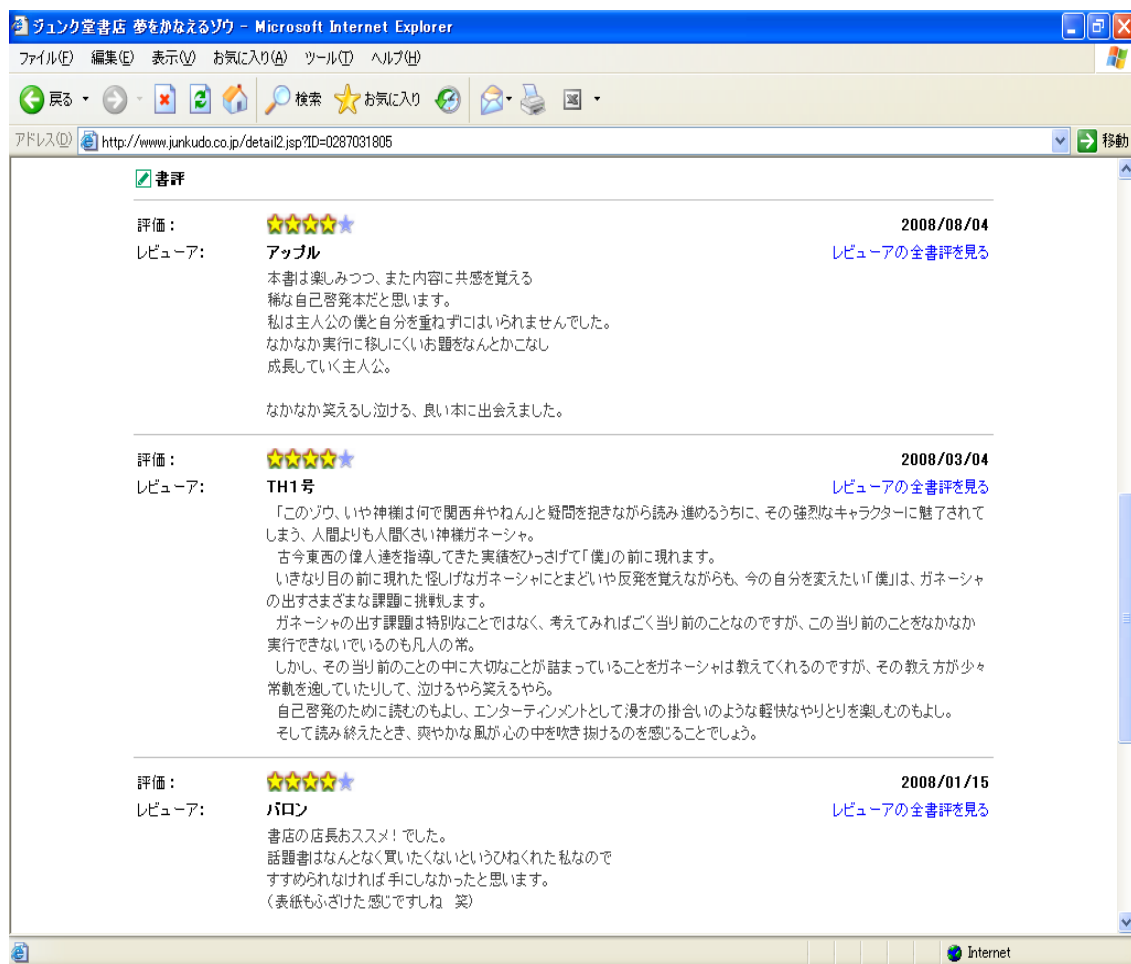 ジュンク堂書店 夢をかなえるゾウ - Microsoft Internet Explorer
ファイル(F) 編集(E) 表示(V) お気に入り(A) ツール(T) ヘルプ(H)
戻る 検索 お気に入り
アドレス(D) http://www.junkudo.co.jp/detail2.jsp?ID=0287031805 移動
書評
評価： 2008/08/04
レビューア: アップル レビューアの全書評を見る
本書は楽しみつつ、また内容に共感を覚える
稀な自己啓発本だと思います。
私は主人公の僕と自分を重ねずにはいられませんでした。
なかなか実行に移しにくいお題をなんとかこなし
成長していく主人公。
なかなか笑えるし泣ける、良い本に出会えました。
評価： 2008/03/04
レビューア: TH1号 レビューアの全書評を見る
「このゾウ、いや神様は何で関西弁やねん」と疑問を抱きながら読み進めるうちに、その強烈なキャラクターに魅了されて
しまう、人間よりも人間くさい神様ガネーシャ。
古今東西の偉人達を指導してきた実績をひっさげて「僕」の前に現れます。
いきなり目の前に現れた怪しげなガネーシャにとまどいや反発を覚えながらも、今の自分を変えたい「僕」は、ガネーシャ
の出すさまざまな課題に挑戦します。
ガネーシャの出す課題は特別なことではなく、考えてみればごく当り前のことなのですが、この当り前のことをなかなか
実行できないでいるのも凡人の常。
しかし、その当り前のことの中に大切なことが詰まっていることをガネーシャは教えてくれるのですが、その教え方が少々
常軌を逸していたりして、泣けるやら笑えるやら。
自己啓発のために読むのもよし、エンターティンメントとして漫才の掛合いのような軽快なやりとりを楽しむのもよし。
そして読み終えたとき、爽やかな風が心の中を吹き抜けるのを感じることでしょう。
評価： 2008/01/15
レビューア: バロン レビューアの全書評を見る
書店の店長おススメ！でした。
話題書はなんとなく買いたくないというひねくれた私なので
すすめられなければ手にしなかったと思います。
（表紙もふざけた感じですしね 笑）
Internet